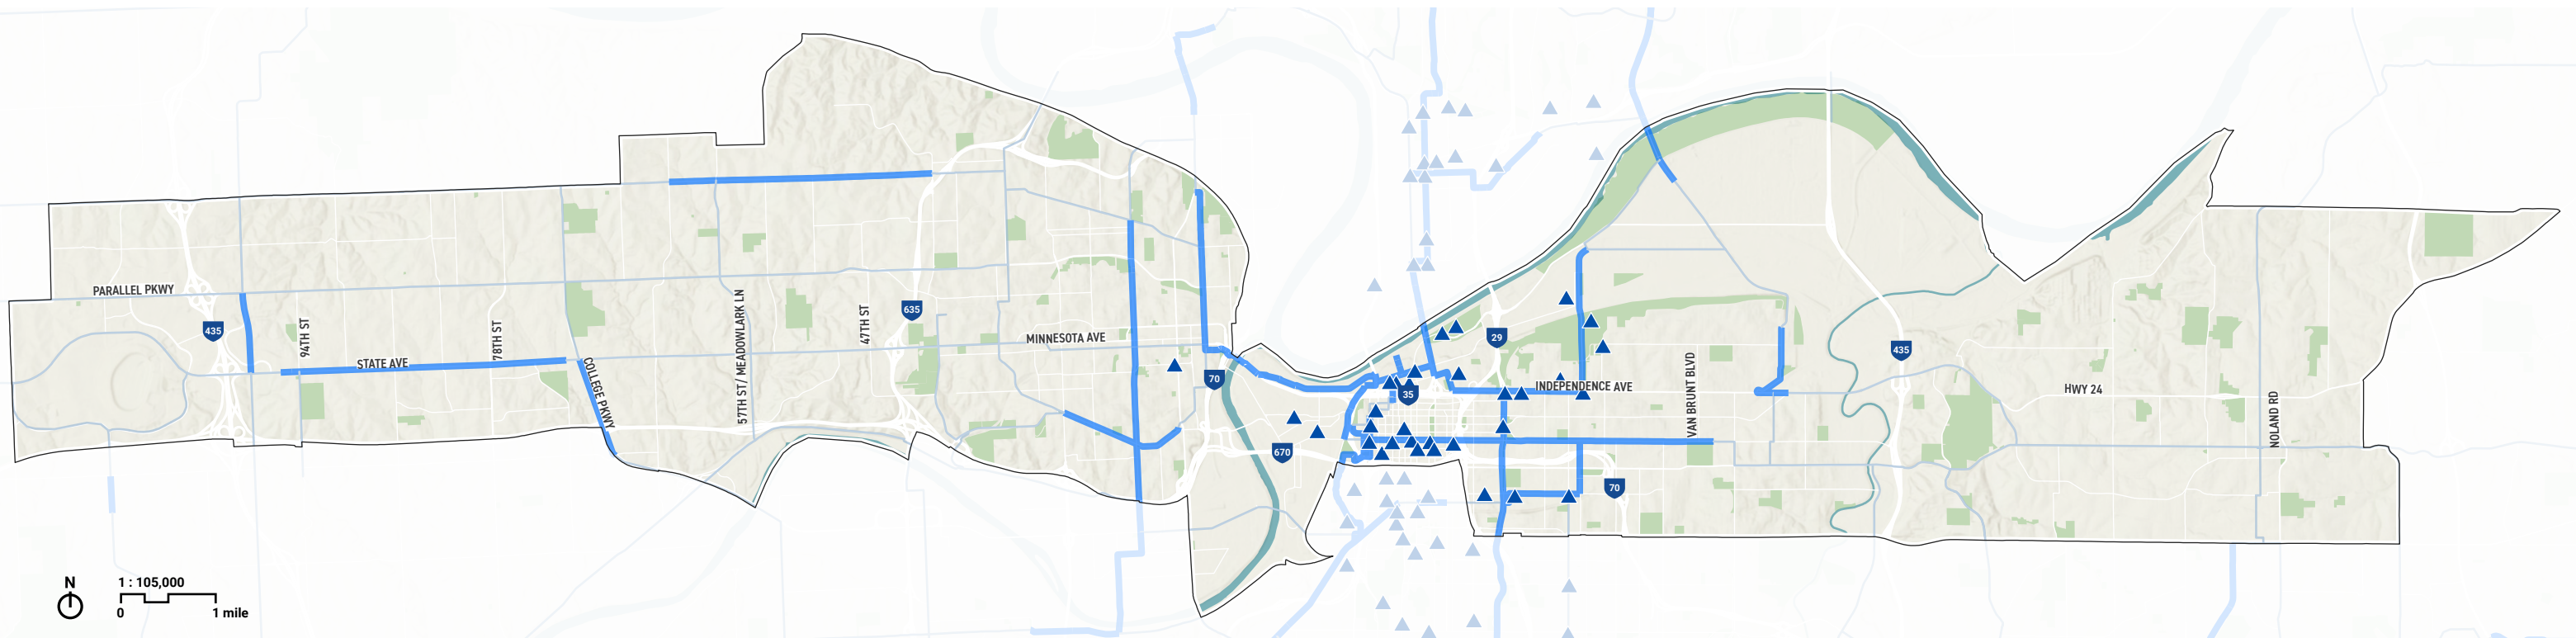 PARALLEL PKWY
435
94TH ST
STATE AVE
78TH ST
COLLEGE PKWY
57TH ST/ MEADOWLARK LN
47TH ST
635
MINNESOTA AVE
70
670
35
29
INDEPENDENCE AVE
70
VAN BRUNT BLVD
435
HWY 24
NOLAND RD
N
1 : 105,000
0
1 mile